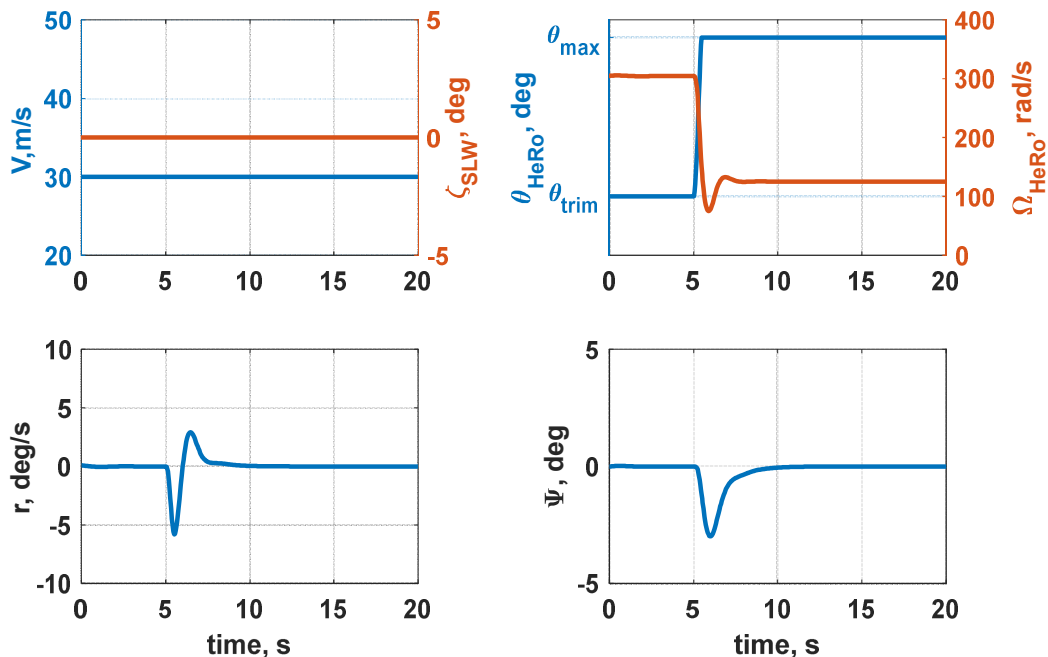 50
40
30
20
V,m/s
5
0
-5
ζSLW, deg
0 5 10 15 20
θmax
θtrim
θHeRo, deg
400
300
200
100
0
ΩHeRo, rad/s
0 5 10 15 20
10
5
0
-5
-10
r, deg/s
0 5 10 15 20
time, s
5
0
-5
Ψ, deg
0 5 10 15 20
time, s